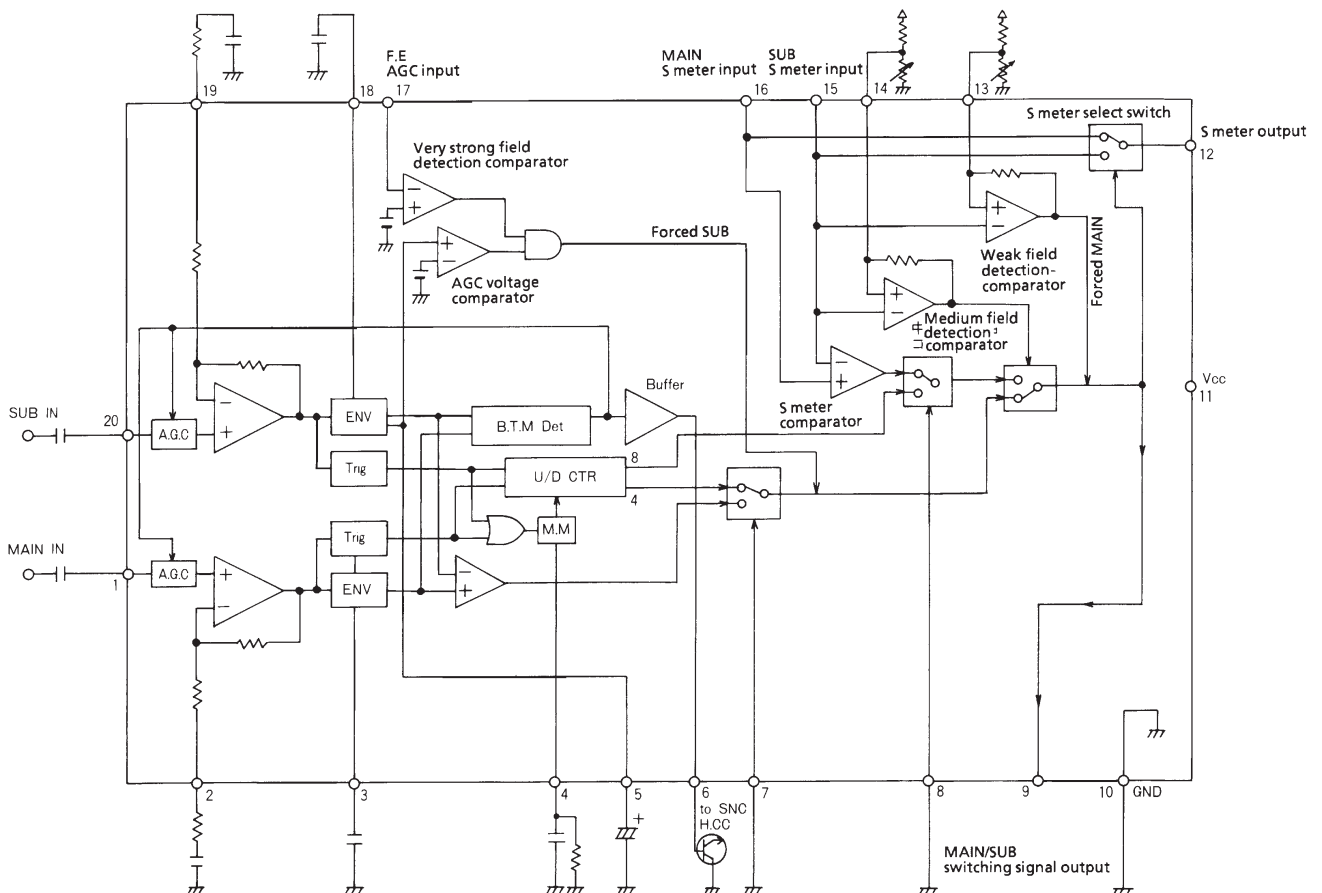 F.E
AGC input
MAIN
S meter input
SUB
S meter input
19
18
17
16
15
14
13
S meter select switch
S meter output
12
Very strong field
detection comparator
−
+
+
−
Forced SUB
AGC voltage
comparator
+
−
Weak field
detection-
comparator
Forced MAIN
+
−
Medium field
detection
comparator
−
+
S meter
comparator
Vcc
11
Buffer
SUB IN
20
A.G.C
−
+
ENV
B.T.M Det
Trig
U/D CTR
8
4
MAIN IN
1
A.G.C
+
−
Trig
M.M
ENV
−
+
2
3
4
5
6
7
8
9
10
GND
+
to SNC
H.CC
MAIN/SUB
switching signal output